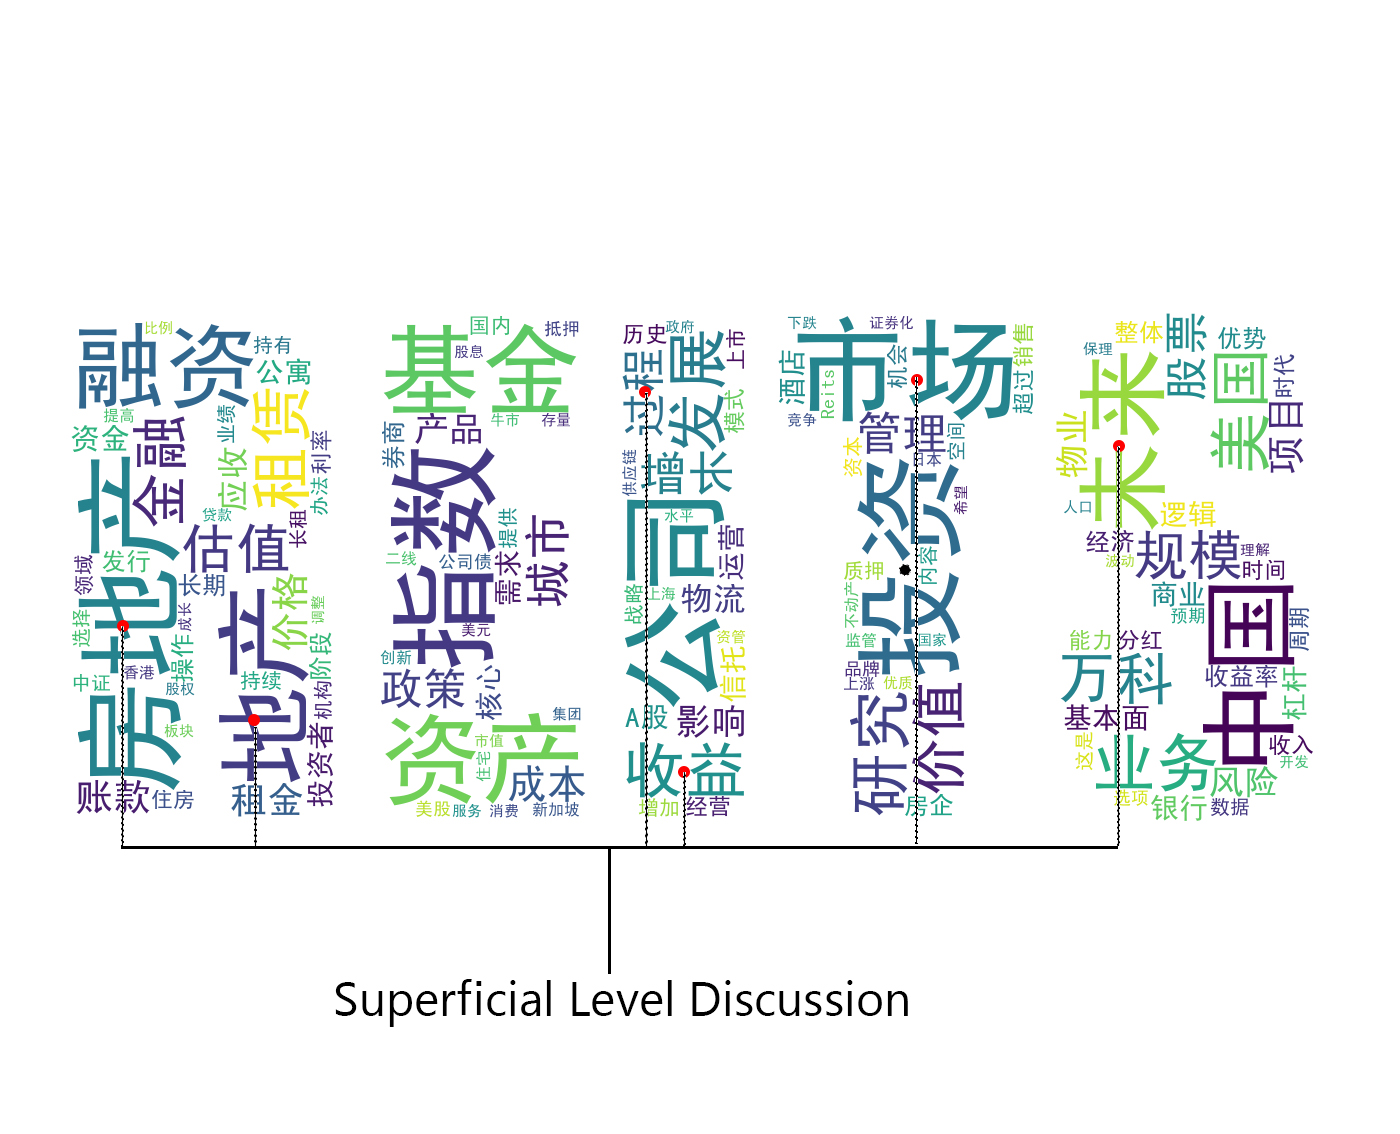 融资
比例
持有
公寓
提高
资金
金融
业绩
租赁
应收
利率
办法
贷款
长租
房地产
估值
发行
领域
长期
价格
调整
选择
成长
操作
地产
阶段
中证
香港
股权
持续
机构
板块
投资者
账款
住房
租金
基金
国内
抵押
股息
牛市
存量
券商
产品
指数
提供
城市
二线
公司债
需求
美元
创新
政策
核心
资产
集团
市值
住宅
成本
美股
服务
消费
新加坡
历史
政府
上市
过程
发展
模式
供应链
增长
水平
公司
运营
战略
上海
物流
资管
信托
A股
影响
收益
增加
经营
下跌
市场
证券化
酒店
机会
销售
超过
竞争
Reits
管理
空间
资本
日本
投资
希望
质押
内容
不动产
监管
国家
品牌
上涨
优质
研究
价值
房企
整体
股票
优势
保理
未来
美国
时代
物业
项目
人口
逻辑
经济
规模
理解
波动
时间
商业
预期
中国
周期
能力
分红
万科
收益率
杠杆
基本面
这是
业务
收入
风险
开发
选项
银行
数据
Superficial Level Discussion